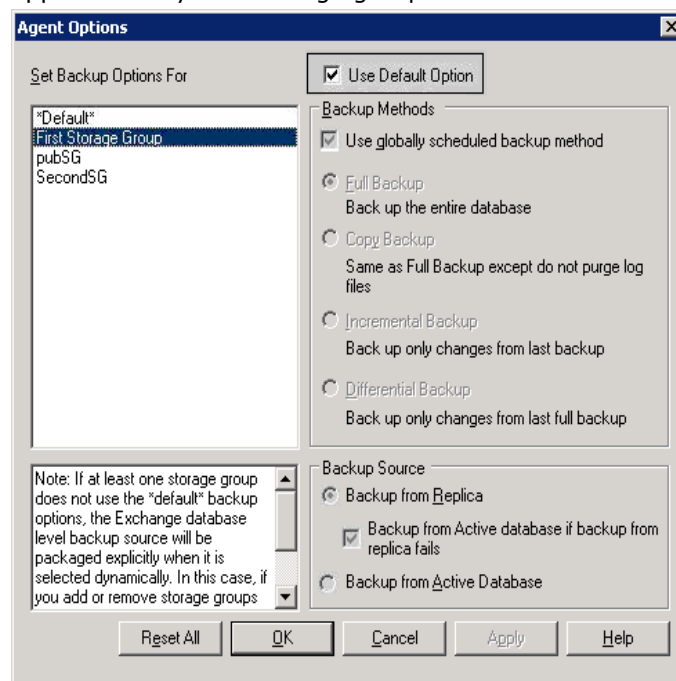 Agent Options
Set Backup Options For
Use Default Option
*Default*
First Storage Group
pubSG
SecondSG
Backup Methods
Use globally scheduled backup method
Full Backup
Back up the entire database
Copy Backup
Same as Full Backup except do not purge log
files
Incremental Backup
Back up only changes from last backup
Differential Backup
Back up only changes from last full backup
Note: If at least one storage group
does not use the *default* backup
options, the Exchange database
level backup source will be
packaged explicitly when it is
selected dynamically. In this case, if
you add or remove storage groups
Backup Source
Backup from Replica
Backup from Active database if backup from
replica fails
Backup from Active Database
Reset All
OK
Cancel
Apply
Help